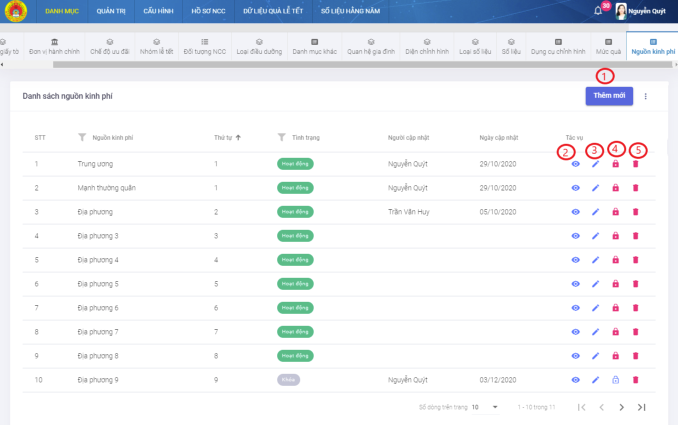 DANH MỤC QUẢN TRỊ CẤU HÌNH HỒ SƠ NCC DỮ LIỆU QUÀ LỄ TẾT SỐ LIỆU HÀNG NĂM 30 Nguyễn Quýt
giấy tờ Đơn vị hành chính Chế độ ưu đãi Nhóm lễ tết Đối tượng NCC Loại điều dưỡng Danh mục khác Quan hệ gia đình Diện chỉnh hình Loại số liệu Số liệu Dụng cụ chỉnh hình Mức quà Nguồn kinh phí
1
Danh sách nguồn kinh phí Thêm mới
STT Nguồn kinh phí Thứ tự Tình trạng Người cập nhật Ngày cập nhật Tác vụ
2 3 4 5
1 Trung ương 1 Hoạt động Nguyễn Quýt 29/10/2020
2 Mạnh thường quân 1 Hoạt động Nguyễn Quýt 29/10/2020
3 Địa phương 2 Hoạt động Trần Văn Huy 05/10/2020
4 Địa phương 3 3 Hoạt động
5 Địa phương 4 4 Hoạt động
6 Địa phương 5 5 Hoạt động
7 Địa phương 6 6 Hoạt động
8 Địa phương 7 7 Hoạt động
9 Địa phương 8 8 Hoạt động
10 Địa phương 9 9 Khóa Nguyễn Quýt 03/12/2020
Số dòng trên trang 10 1 - 10 trong 11